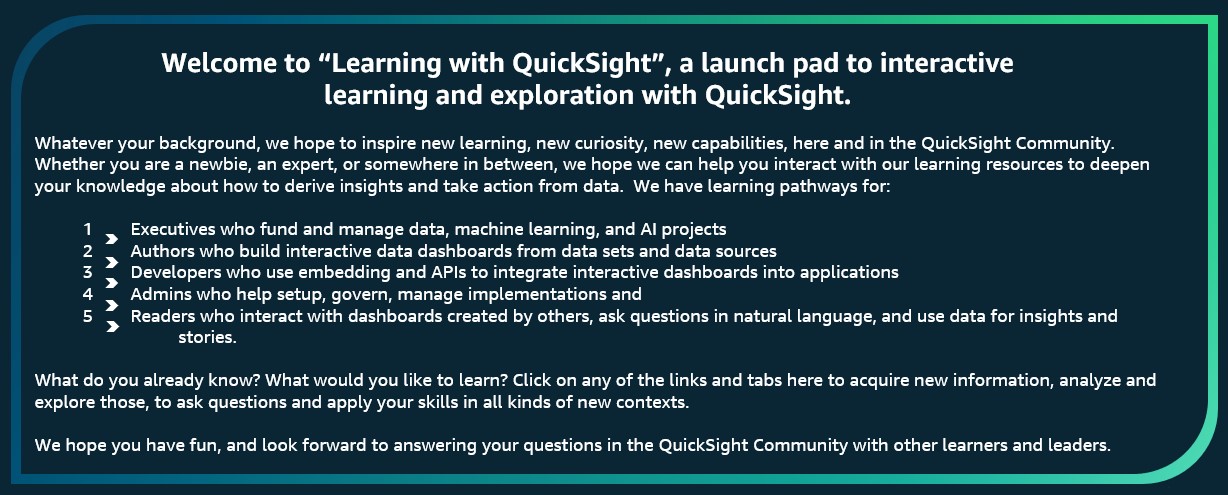 Welcome to “Learning with QuickSight”, a launch pad to interactive
learning and exploration with QuickSight.
Whatever your background, we hope to inspire new learning, new curiosity, new capabilities, here and in the QuickSight Community.
Whether you are a newbie, an expert, or somewhere in between, we hope we can help you interact with our learning resources to deepen
your knowledge about how to derive insights and take action from data.  We have learning pathways for:
1 Executives who fund and manage data, machine learning, and AI projects
2 Authors who build interactive data dashboards from data sets and data sources
3 Developers who use embedding and APIs to integrate interactive dashboards into applications
4 Admins who help setup, govern, manage implementations and
5 Readers who interact with dashboards created by others, ask questions in natural language, and use data for insights and
stories.
What do you already know? What would you like to learn? Click on any of the links and tabs here to acquire new information, analyze and
explore those, to ask questions and apply your skills in all kinds of new contexts.
We hope you have fun, and look forward to answering your questions in the QuickSight Community with other learners and leaders.